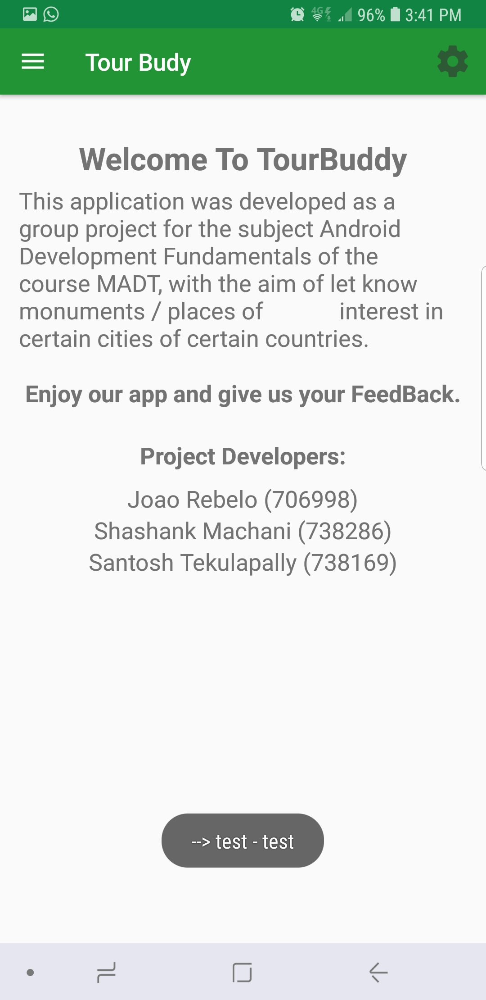 4G 96% 3:41 PM
Tour Budy
Welcome To TourBuddy
This application was developed as a
group project for the subject Android
Development Fundamentals of the
course MADT, with the aim of let know
monuments / places of interest in
certain cities of certain countries.
Enjoy our app and give us your FeedBack.
Project Developers:
Joao Rebelo (706998)
Shashank Machani (738286)
Santosh Tekulapally (738169)
--> test - test